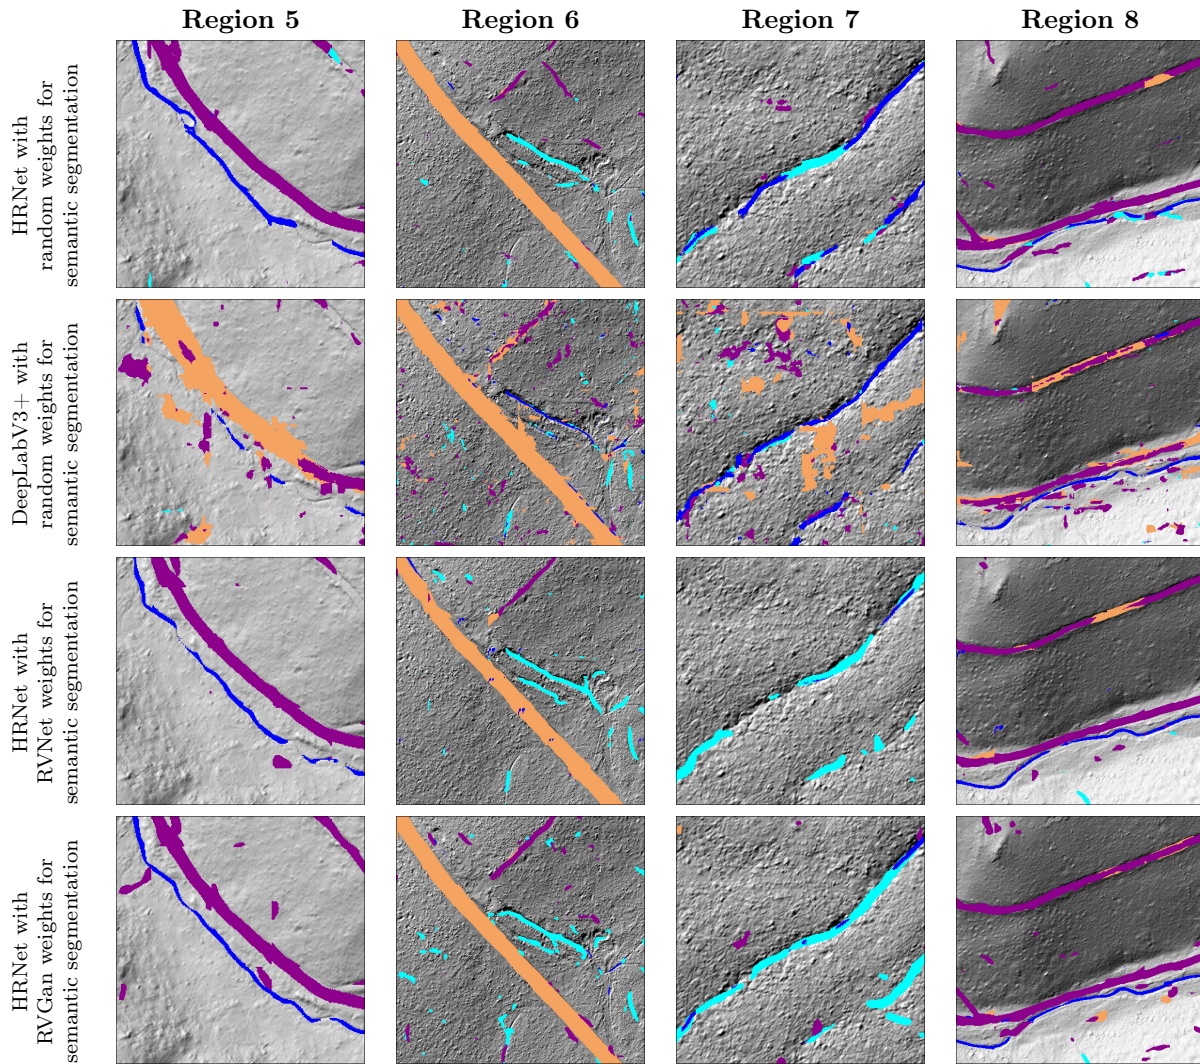 Region 5 Region 6 Region 7 Region 8
HRNet with
random weights for
semantic segmentation
DeepLabV3+ with
random weights for
semantic segmentation
HRNet with
RVNet weights for
semantic segmentation
HRNet with
RVGan weights for
semantic segmentation